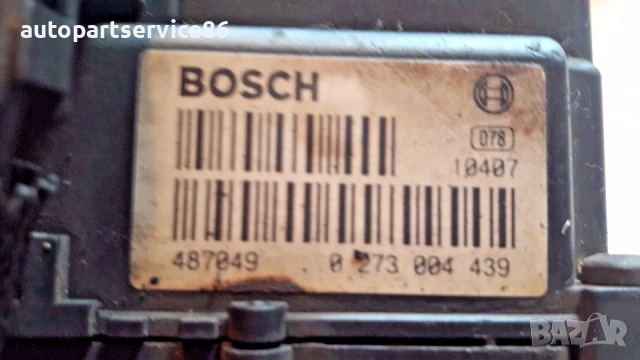 autopartservice86
BOSCH
078
10407
487049 0 273 004 439
BAZAR